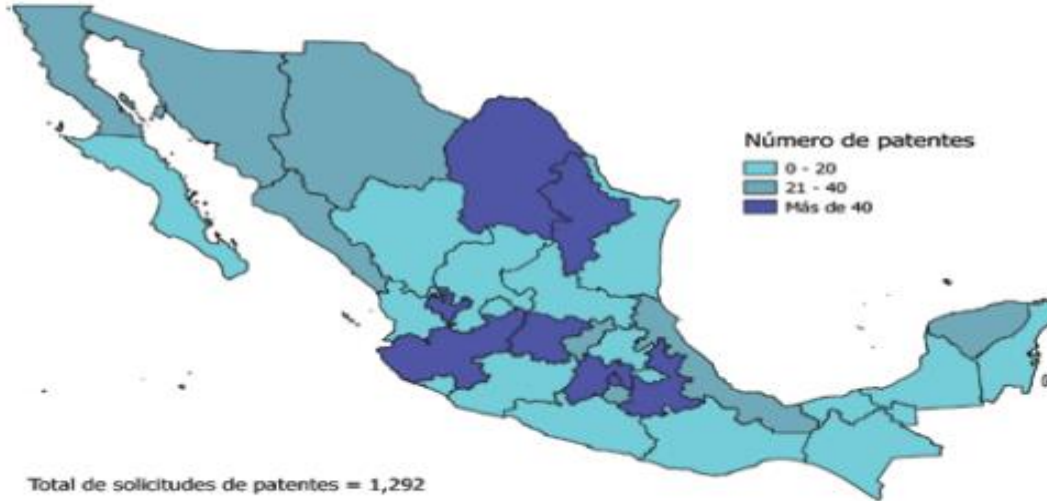 Número de patentes
0 - 20
21 - 40
Más de 40
Total de solicitudes de patentes = 1,292